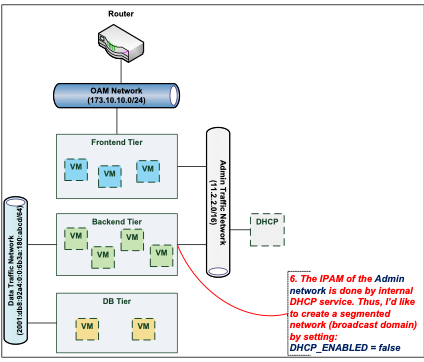 Router
OAM Network
(173.10.10.0/24)
Frontend Tier
VM
VM
VM
Admin Traffic Network
(11.2.2.0/16)
Backend Tier
VM
VM
VM
VM
DHCP
Data Traffic Network
(2001:db8:92a4:0:0:6b3a:180:abcd/64)
DB Tier
VM
VM
6. The IPAM of the Admin
network is done by internal
DHCP service. Thus, I'd like
to create a segmented
network (broadcast domain)
by setting:
DHCP_ENABLED = false